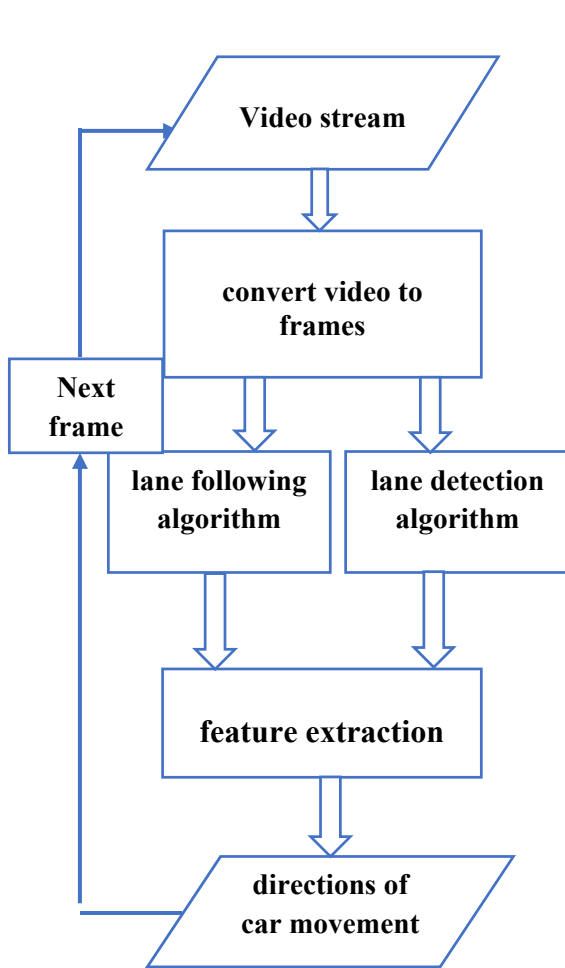 Video stream
convert video to
frames
Next
frame
lane following
algorithm
lane detection
algorithm
feature extraction
directions of
car movement